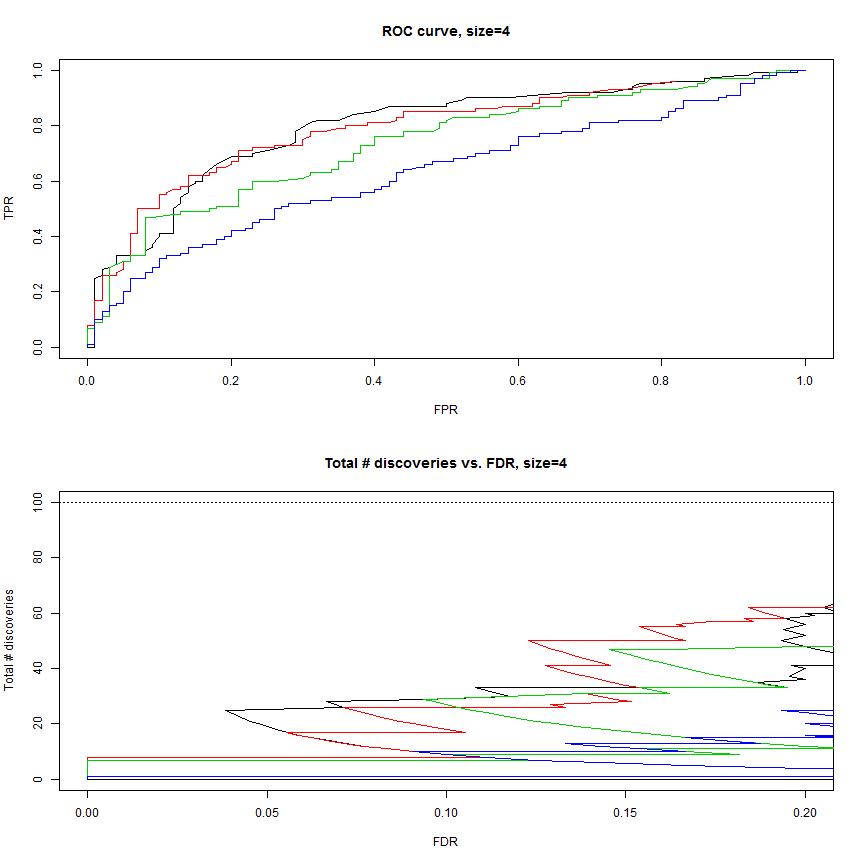 ROC curve, size=4
TPR
1.0
0.8
0.6
0.4
0.2
0.0
0.0 0.2 0.4 0.6 0.8 1.0
FPR
Total # discoveries vs. FDR, size=4
Total # discoveries
100
80
60
40
20
0
0.00 0.05 0.10 0.15 0.20
FDR